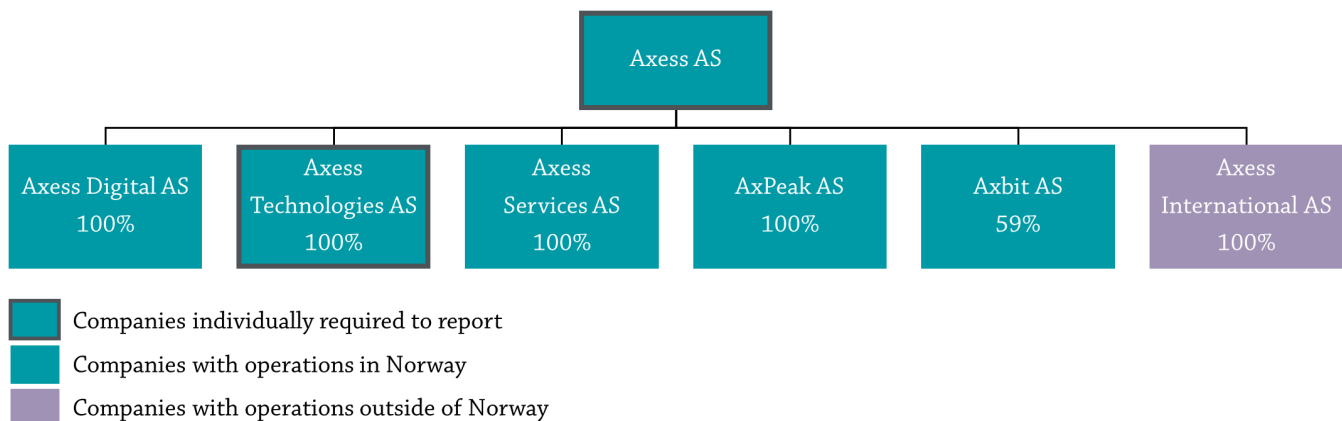 Axess AS
Axess Digital AS
100%
Axess
Technologies AS
100%
Axess
Services AS
100%
AxPeak AS
100%
Axbit AS
59%
Axess
International AS
100%
Companies individually required to report
Companies with operations in Norway
Companies with operations outside of Norway